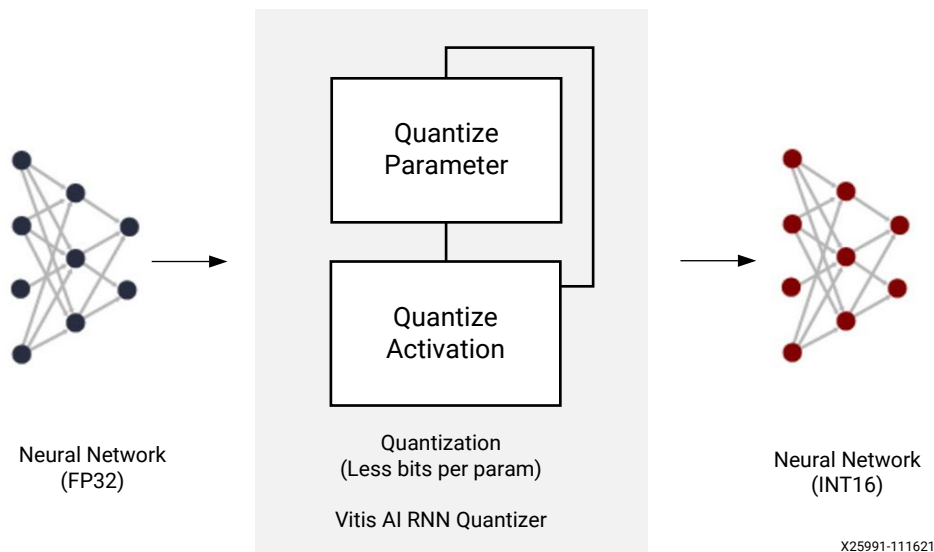 Quantize
Parameter
Quantize
Activation
Neural Network
(FP32)
Quantization
(Less bits per param)
Vitis AI RNN Quantizer
Neural Network
(INT16)
X25991-111621